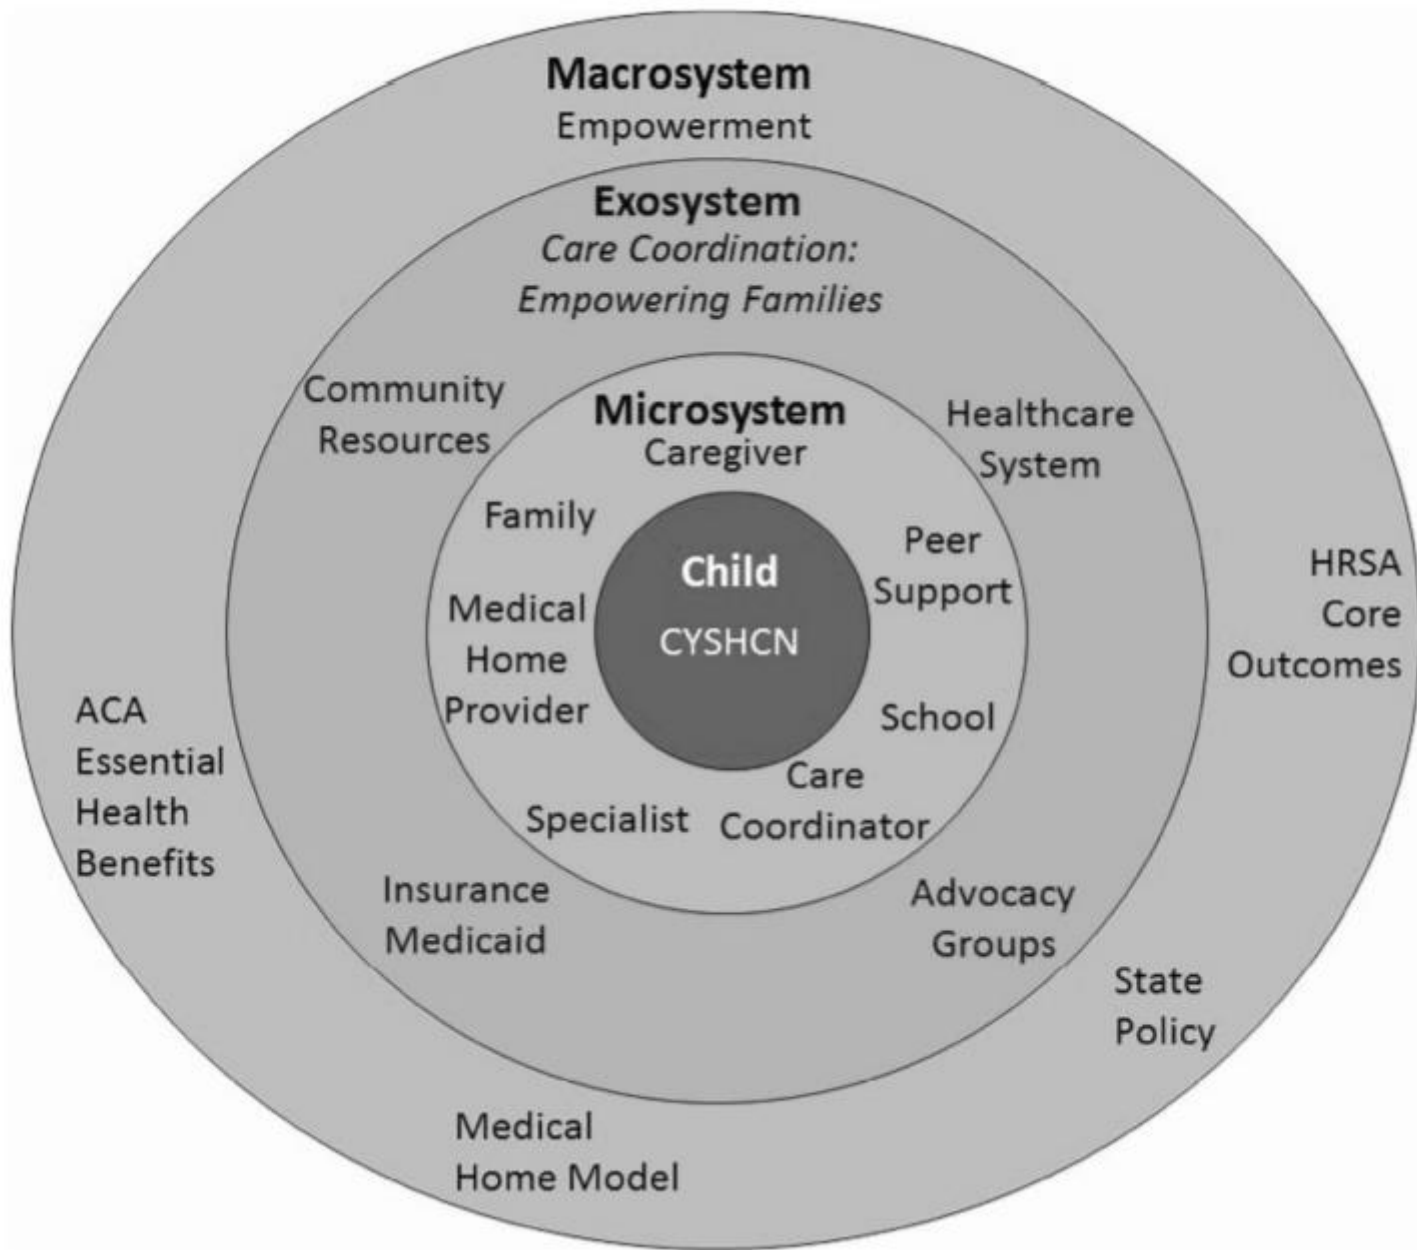 Macrosystem
Empowerment
Exosystem
Care Coordination:
Empowering Families
Community
Resources
Healthcare
System
Microsystem
Caregiver
Family
Peer
Support
Child
CYSHCN
Medical
Home
Provider
School
Care
Coordinator
Specialist
HRSA
Core
Outcomes
ACA
Essential
Health
Benefits
Insurance
Medicaid
Advocacy
Groups
State
Policy
Medical
Home Model